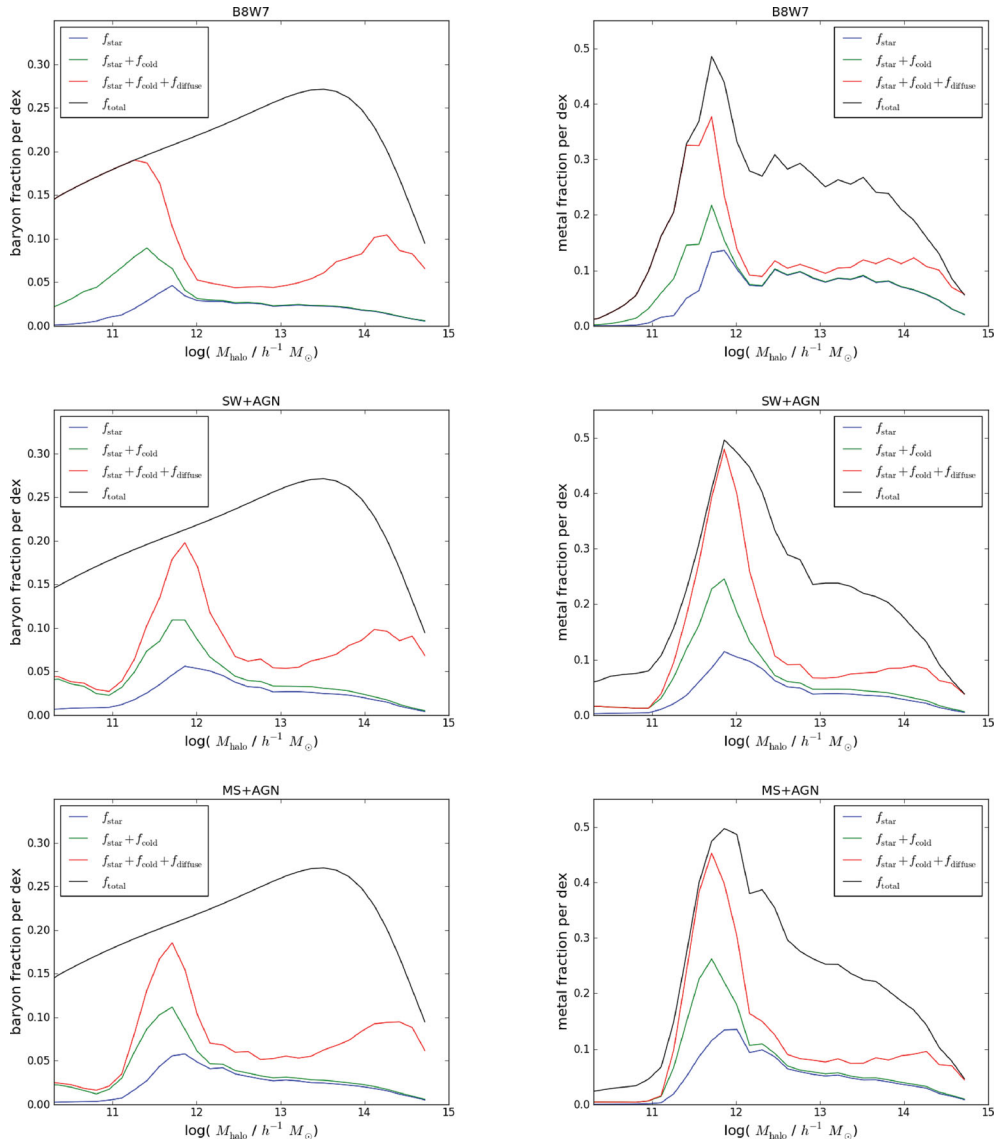 B8W7
baryon fraction per dex
0.35
0.30
0.25
0.20
0.15
0.10
0.05
0.00
f_star
f_star + f_cold
f_star + f_cold + f_diffuse
f_total
11 12 13 14 15
log( M_halo / h^{-1} M_⊙)
B8W7
metal fraction per dex
0.5
0.4
0.3
0.2
0.1
0.0
f_star
f_star + f_cold
f_star + f_cold + f_diffuse
f_total
11 12 13 14 15
log( M_halo / h^{-1} M_⊙)
SW+AGN
baryon fraction per dex
0.30
0.25
0.20
0.15
0.10
0.05
0.00
f_star
f_star + f_cold
f_star + f_cold + f_diffuse
f_total
11 12 13 14 15
log( M_halo / h^{-1} M_⊙)
SW+AGN
metal fraction per dex
0.5
0.4
0.3
0.2
0.1
0.0
f_star
f_star + f_cold
f_star + f_cold + f_diffuse
f_total
11 12 13 14 15
log( M_halo / h^{-1} M_⊙)
MS+AGN
baryon fraction per dex
0.30
0.25
0.20
0.15
0.10
0.05
0.00
f_star
f_star + f_cold
f_star + f_cold + f_diffuse
f_total
11 12 13 14 15
log( M_halo / h^{-1} M_⊙)
MS+AGN
metal fraction per dex
0.5
0.4
0.3
0.2
0.1
0.0
f_star
f_star + f_cold
f_star + f_cold + f_diffuse
f_total
11 12 13 14 15
log( M_halo / h^{-1} M_⊙)